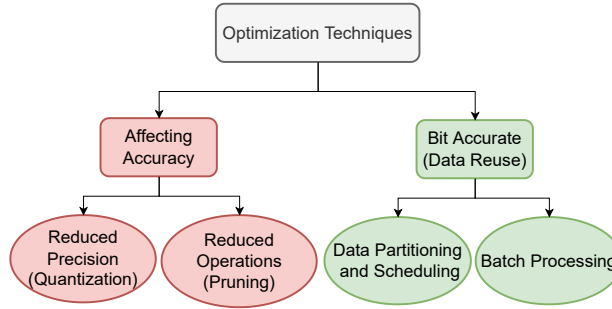 Optimization Techniques
Affecting
Accuracy
Bit Accurate
(Data Reuse)
Reduced
Precision
(Quantization)
Reduced
Operations
(Pruning)
Data Partitioning
and Scheduling
Batch Processing